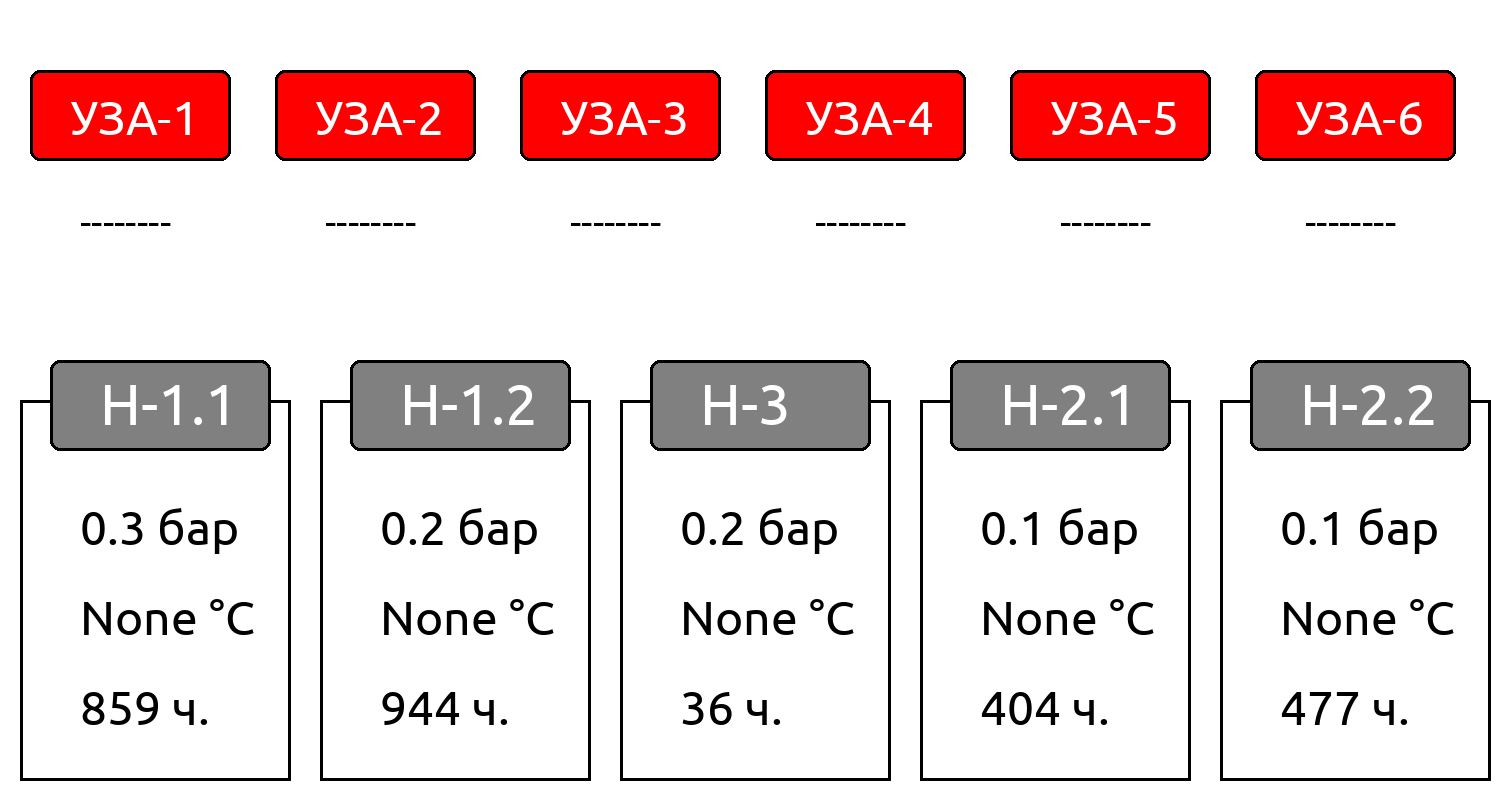 УЗА-1 УЗА-2 УЗА-3 УЗА-4 УЗА-5 УЗА-6
-------- -------- -------- -------- -------- --------
Н-1.1 Н-1.2 Н-3 Н-2.1 Н-2.2
0.3 бар 0.2 бар 0.2 бар 0.1 бар 0.1 бар
None °C None °C None °C None °C None °C
859 ч. 944 ч. 36 ч. 404 ч. 477 ч.